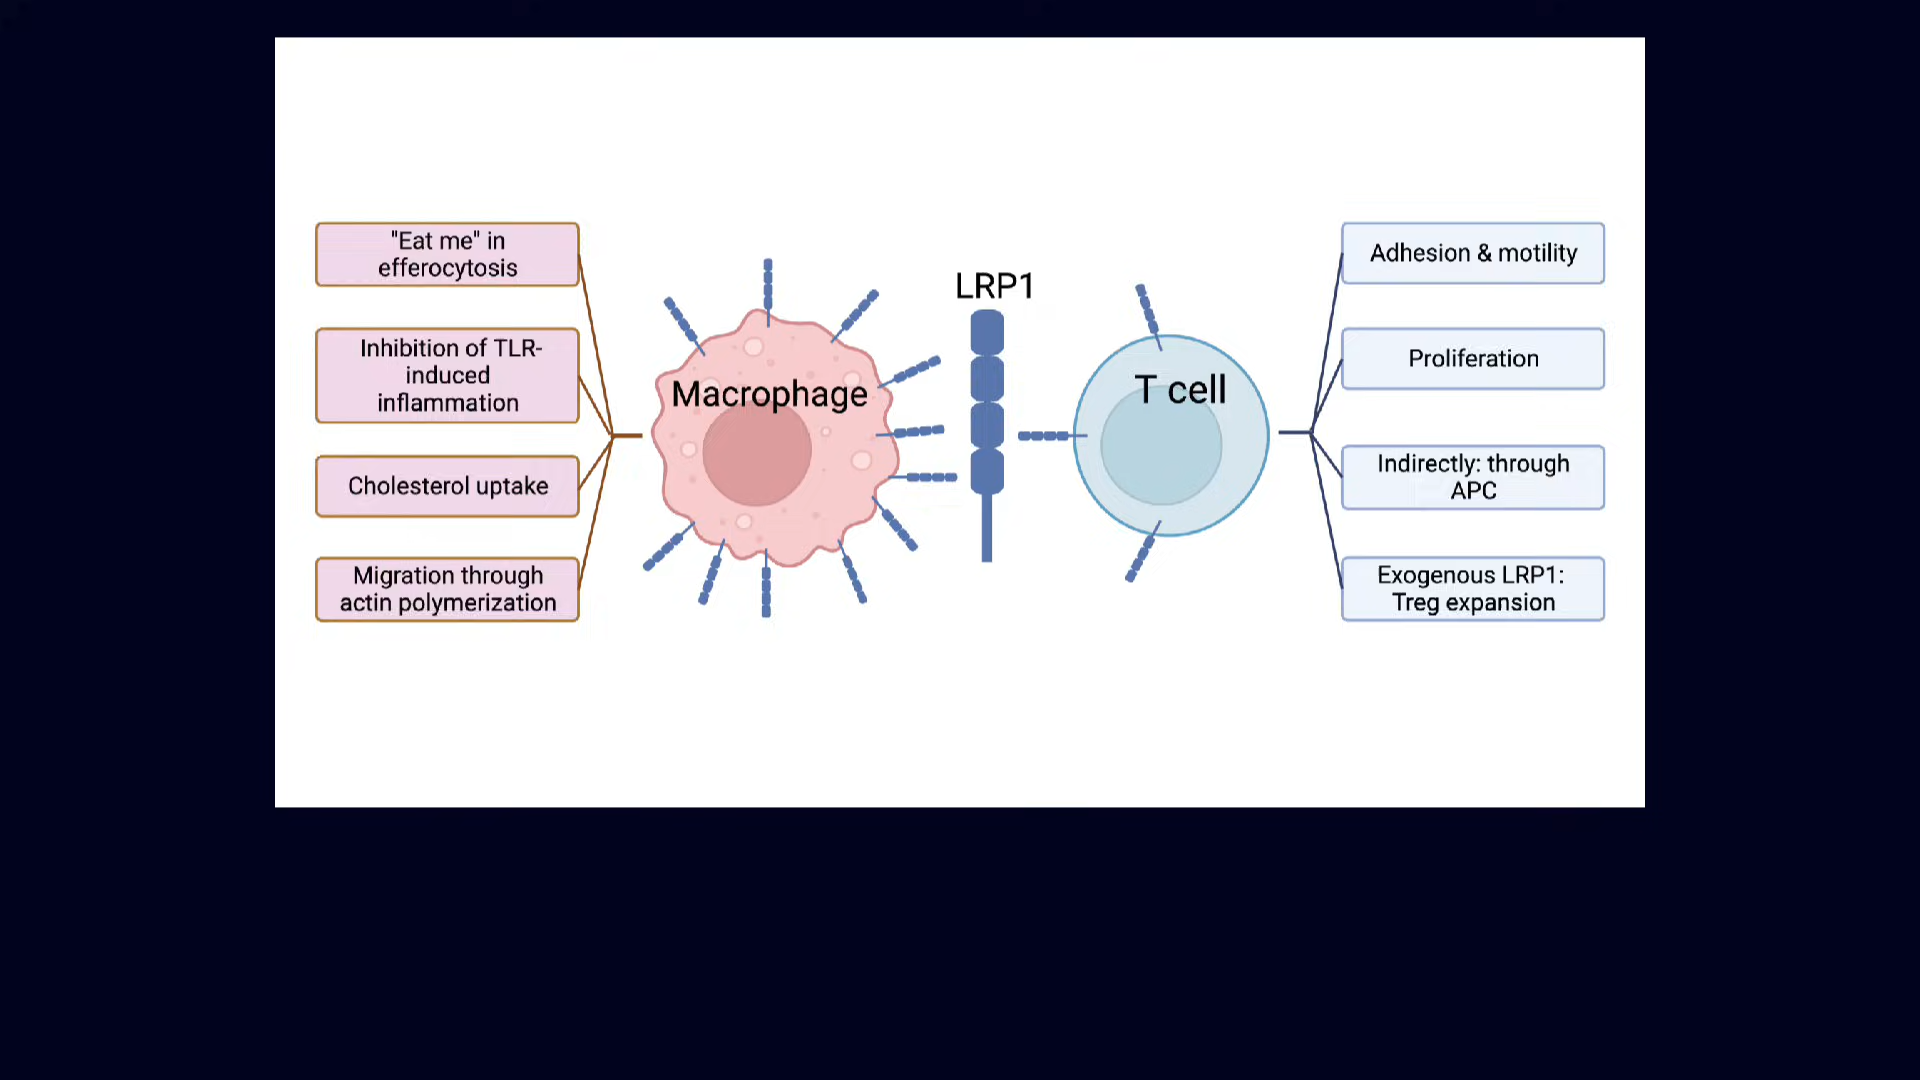 "Eat me" in
efferocytosis
Inhibition of TLR-
induced
inflammation
Cholesterol uptake
Migration through
actin polymerization
Macrophage
LRP1
T cell
Adhesion & motility
Proliferation
Indirectly: through
APC
Exogenous LRP1:
Treg expansion